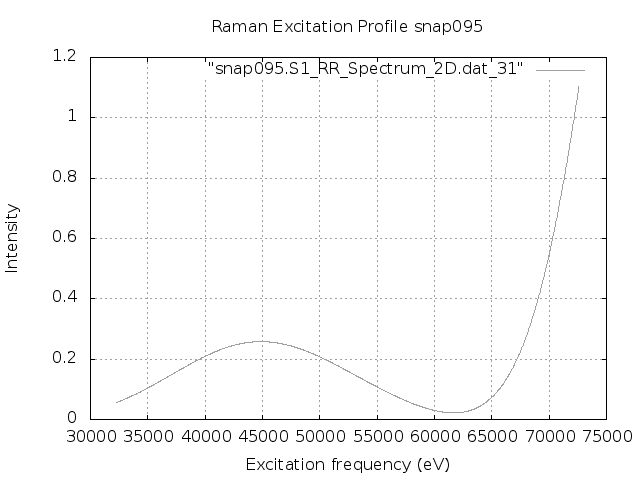 Raman Excitation Profile snap095
"snap095.S1_RR_Spectrum_2D.dat_31"
1.2
1
0.8
0.6
0.4
0.2
0
Intensity
30000 35000 40000 45000 50000 55000 60000 65000 70000 75000
Excitation frequency (eV)